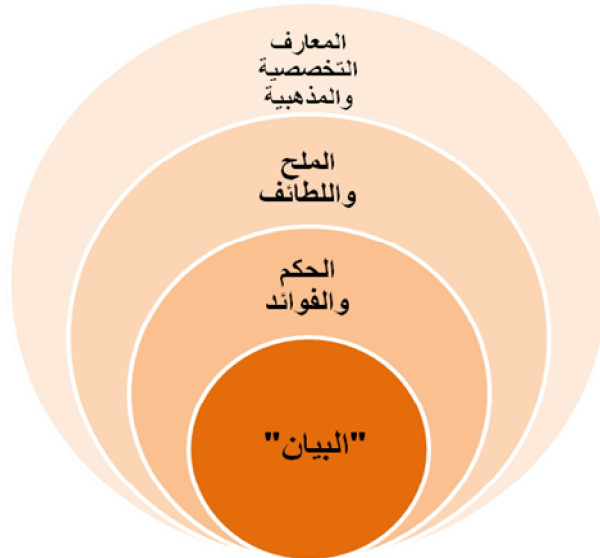 المعارف
التخصصية
والمذهبية
الملح
واللطائف
الحكم
والفوائد
"البيان"